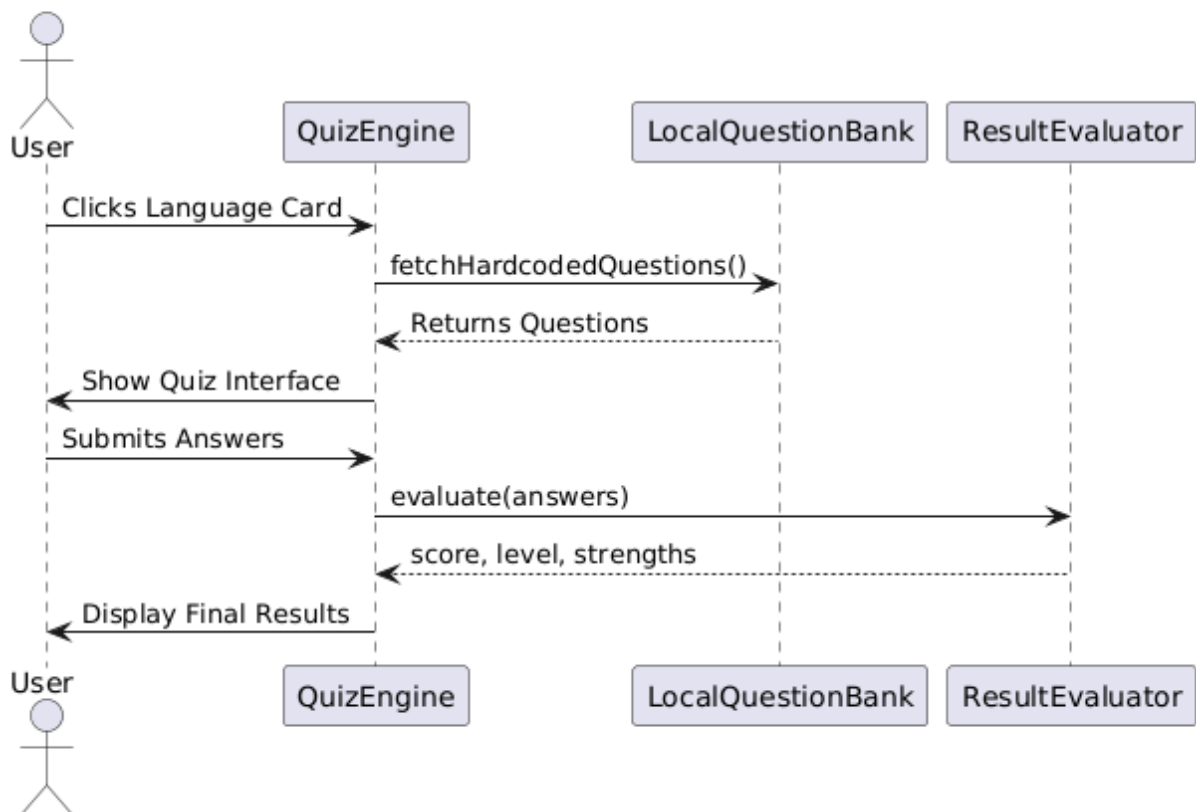 User
QuizEngine
LocalQuestionBank
ResultEvaluator
Clicks Language Card
fetchHardcodedQuestions()
Returns Questions
Show Quiz Interface
Submits Answers
evaluate(answers)
score, level, strengths
Display Final Results
User
QuizEngine
LocalQuestionBank
ResultEvaluator